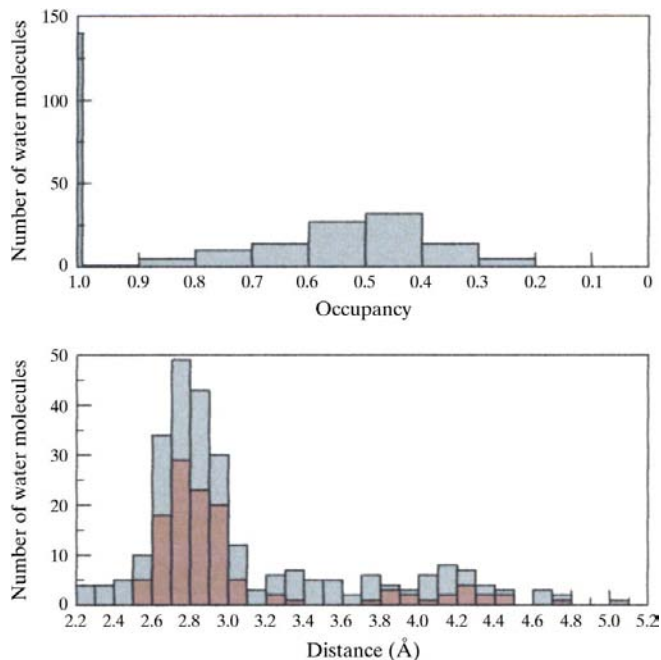 Number of water molecules
150
100
50
0
1.0 0.9 0.8 0.7 0.6 0.5 0.4 0.3 0.2 0.1 0
Occupancy
Number of water molecules
50
40
30
20
10
0
2.2 2.4 2.6 2.8 3.0 3.2 3.4 3.6 3.8 4.0 4.2 4.4 4.6 4.8 5.0 5.2
Distance (Å)